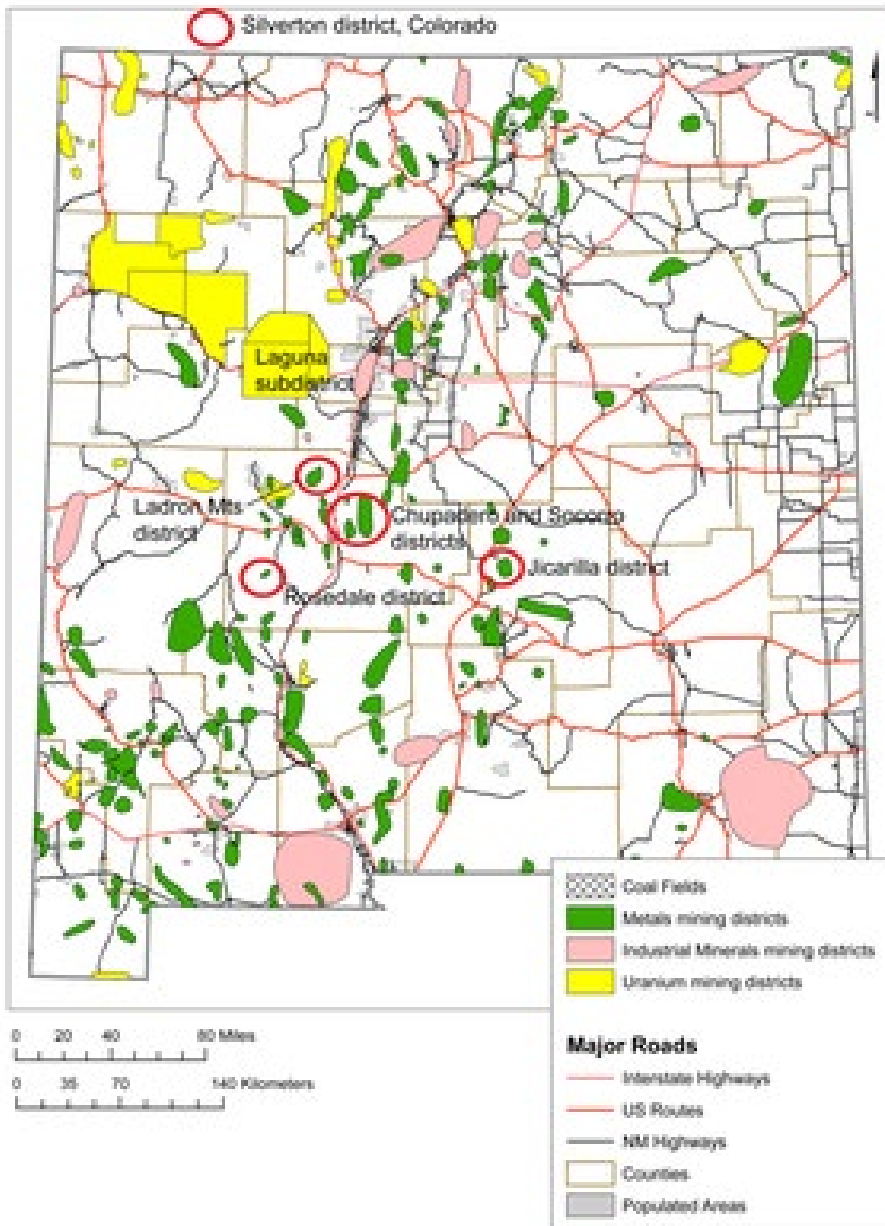 Silverton district, Colorado
Laguna
subdistrict
Ladron Mts
district
Chupadero and Socorro
districts
Jicarilla district
Rosedale district
Coal Fields
Metals mining districts
Industrial Minerals mining districts
Uranium mining districts
0 20 40 80 Miles
0 35 70 140 Kilometers
Major Roads
Interstate Highways
US Routes
NM Highways
Counties
Populated Areas